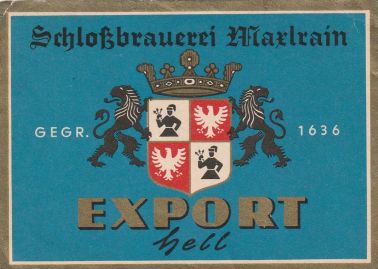 Schloßbrauerei Maxlrain
GEGR. 1636
EXPORT
hell